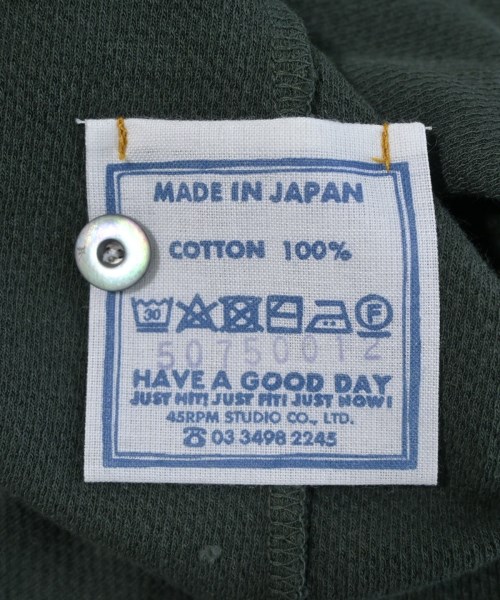 MADE IN JAPAN
COTTON 100%
30 F
50750012
HAVE A GOOD DAY
JUST HIT! JUST FIT! JUST NOW!
45RPM STUDIO CO., LTD.
☎ 03 3498 2245